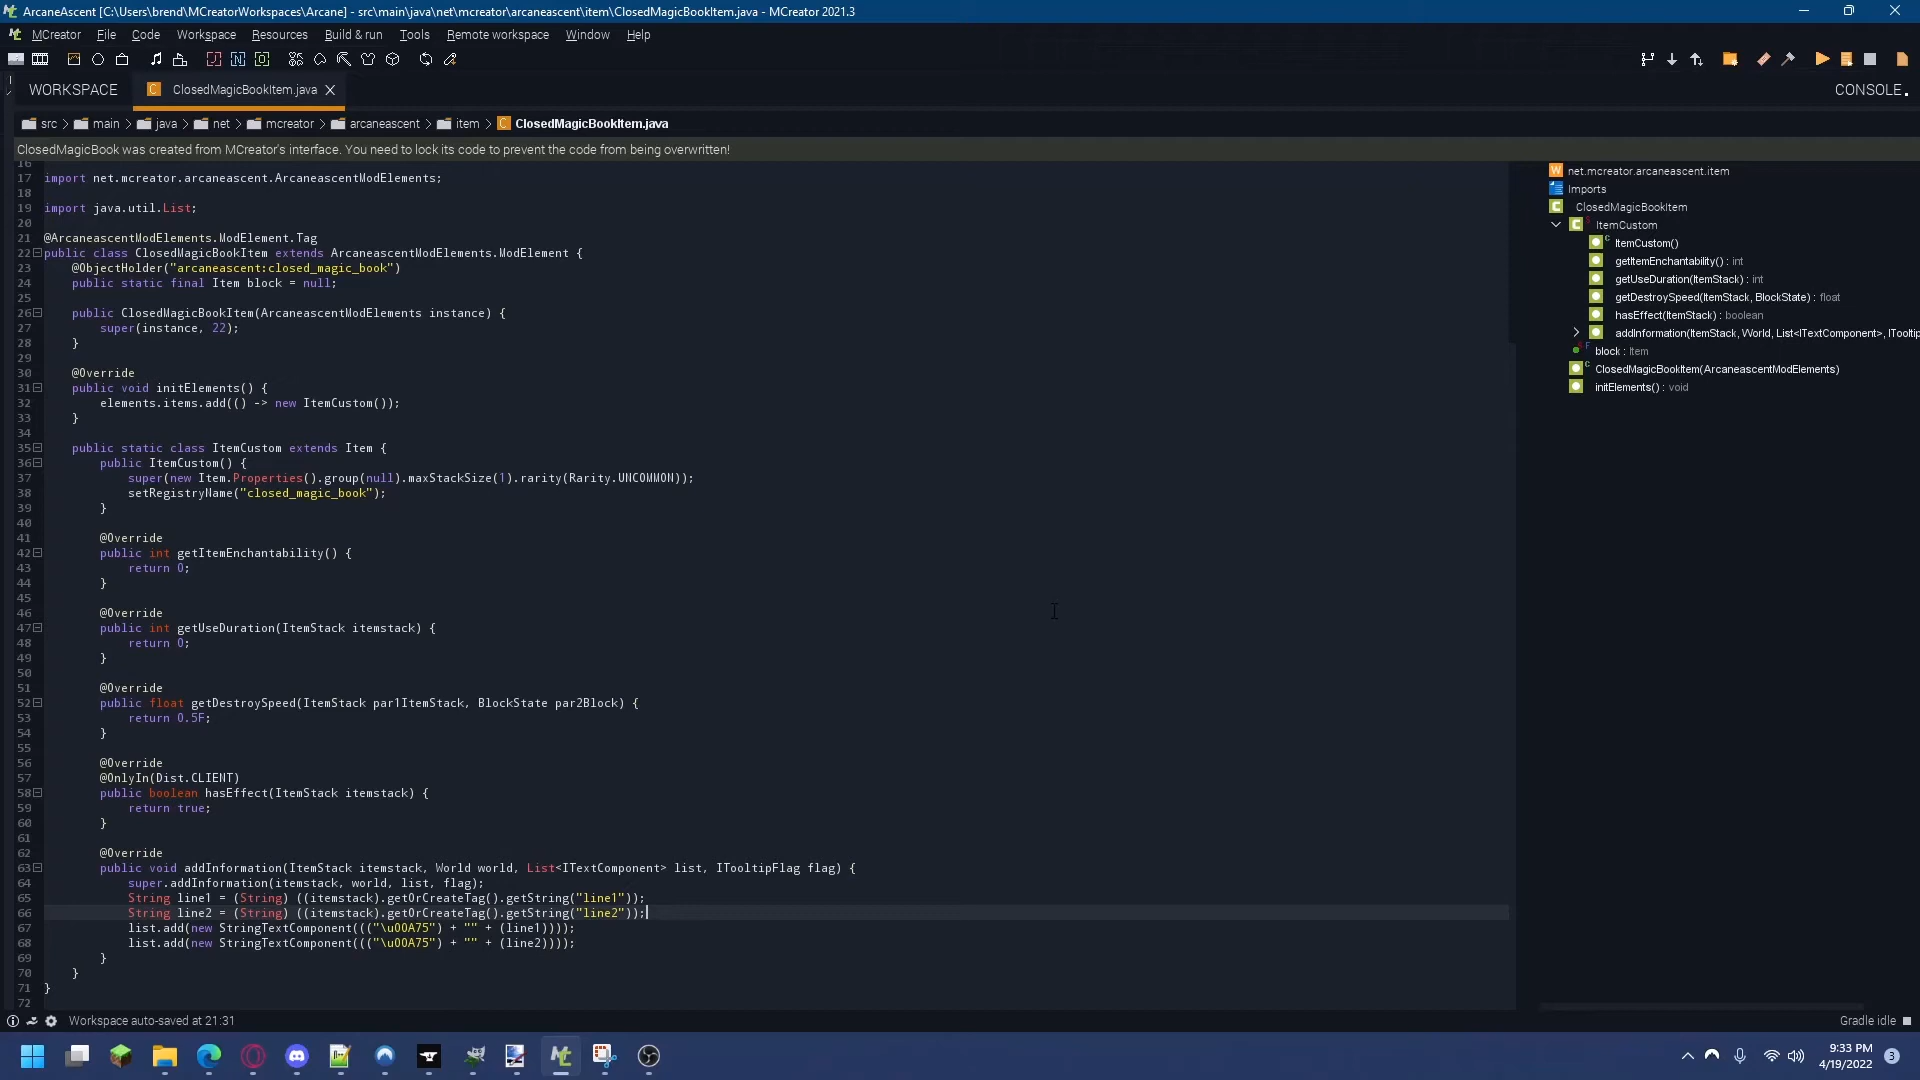 ArcaneAscent [C:\Users\brend\MCreatorWorkspaces\Arcane] - src\main\java\net\mcreator\arcaneascent\item\ClosedMagicBookItem.java - MCreator 2021.3
MCreator File Code Workspace Resources Build & run Tools Remote workspace Window Help
WORKSPACE ClosedMagicBookItem.java CONSOLE
src main java net mcreator arcaneascent item ClosedMagicBookItem.java
ClosedMagicBook was created from MCreator's interface. You need to lock its code to prevent the code from being overwritten!
16
17 import net.mcreator.arcaneascent.ArcaneascentModElements;
18
19 import java.util.List;
20
21 @ArcaneascentModElements.ModElement.Tag
22 public class ClosedMagicBookItem extends ArcaneascentModElements.ModElement {
23 @ObjectHolder("arcaneascent:closed_magic_book")
24 public static final Item block = null;
25
26 public ClosedMagicBookItem(ArcaneascentModElements instance) {
27 super(instance, 22);
28 }
29
30 @Override
31 public void initElements() {
32 elements.items.add(() -> new ItemCustom());
33 }
34
35 public static class ItemCustom extends Item {
36 public ItemCustom() {
37 super(new Item.Properties().group(null).maxStackSize(1).rarity(Rarity.UNCOMMON));
38 setRegistryName("closed_magic_book");
39 }
40
41 @Override
42 public int getItemEnchantability() {
43 return 0;
44 }
45
46 @Override
47 public int getUseDuration(ItemStack itemstack) {
48 return 0;
49 }
50
51 @Override
52 public float getDestroySpeed(ItemStack par1ItemStack, BlockState par2Block) {
53 return 0.5F;
54 }
55
56 @Override
57 @OnlyIn(Dist.CLIENT)
58 public boolean hasEffect(ItemStack itemstack) {
59 return true;
60 }
61
62 @Override
63 public void addInformation(ItemStack itemstack, World world, List<ITextComponent> list, ITooltipFlag flag) {
64 super.addInformation(itemstack, world, list, flag);
65 String line1 = (String) ((itemstack).getOrCreateTag().getString("line1"));
66 String line2 = (String) ((itemstack).getOrCreateTag().getString("line2"));
67 list.add(new StringTextComponent((("\u00A75") + "" + (line1))));
68 list.add(new StringTextComponent((("\u00A75") + "" + (line2))));
69 }
70 }
71 }
72
net.mcreator.arcaneascent.item
Imports
ClosedMagicBookItem
ItemCustom
ItemCustom()
getItemEnchantability() : int
getUseDuration(ItemStack) : int
getDestroySpeed(ItemStack, BlockState) : float
hasEffect(ItemStack) : boolean
addInformation(ItemStack, World, List<ITextComponent>, ITooltip
block : Item
ClosedMagicBookItem(ArcaneascentModElements)
initElements() : void
Workspace auto-saved at 21:31
Gradle idle
9:33 PM
4/19/2022
3